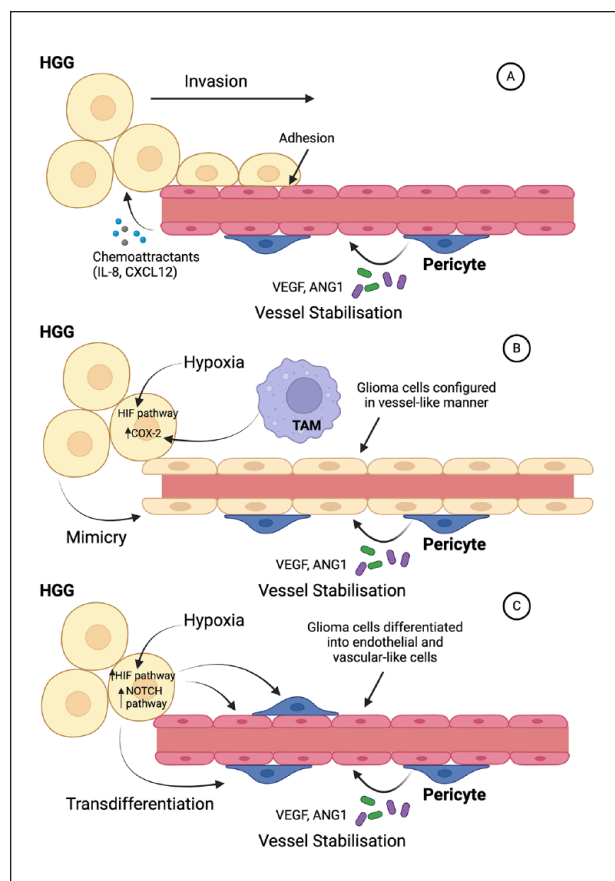 HGG
Invasion
A
Adhesion
Chemoattractants
(IL-8, CXCL12)
VEGF, ANG1
Pericyte
Vessel Stabilisation
HGG
B
Hypoxia
HIF pathway
↑COX-2
TAM
Glioma cells configured
in vessel-like manner
Mimicry
VEGF, ANG1
Pericyte
Vessel Stabilisation
HGG
C
Hypoxia
↑HIF pathway
↑NOTCH
pathway
Glioma cells differentiated
into endothelial and
vascular-like cells
Transdifferentiation
VEGF, ANG1
Pericyte
Vessel Stabilisation